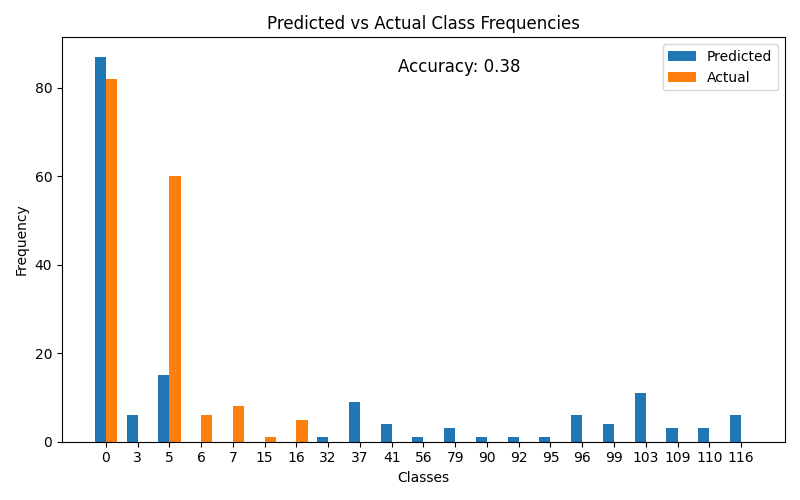 Predicted vs Actual Class Frequencies
Accuracy: 0.38
Predicted
Actual
Frequency
80
60
40
20
0
0 3 5 6 7 15 16 32 37 41 56 79 90 92 95 96 99 103 109 110 116
Classes